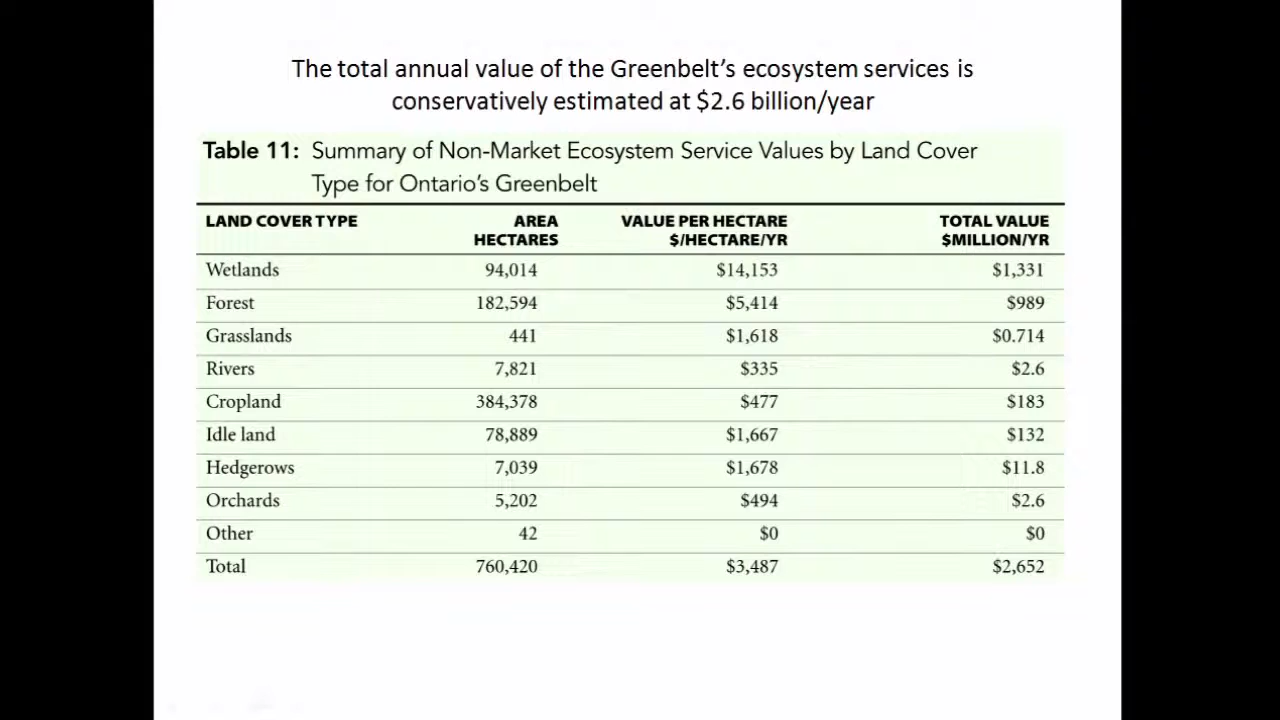 The total annual value of the Greenbelt’s ecosystem services is
conservatively estimated at $2.6 billion/year
Table 11: Summary of Non-Market Ecosystem Service Values by Land Cover
Type for Ontario’s Greenbelt
LAND COVER TYPE AREA HECTARES VALUE PER HECTARE $/HECTARE/YR TOTAL VALUE $MILLION/YR
Wetlands 94,014 $14,153 $1,331
Forest 182,594 $5,414 $989
Grasslands 441 $1,618 $0.714
Rivers 7,821 $335 $2.6
Cropland 384,378 $477 $183
Idle land 78,889 $1,667 $132
Hedgerows 7,039 $1,678 $11.8
Orchards 5,202 $494 $2.6
Other 42 $0 $0
Total 760,420 $3,487 $2,652